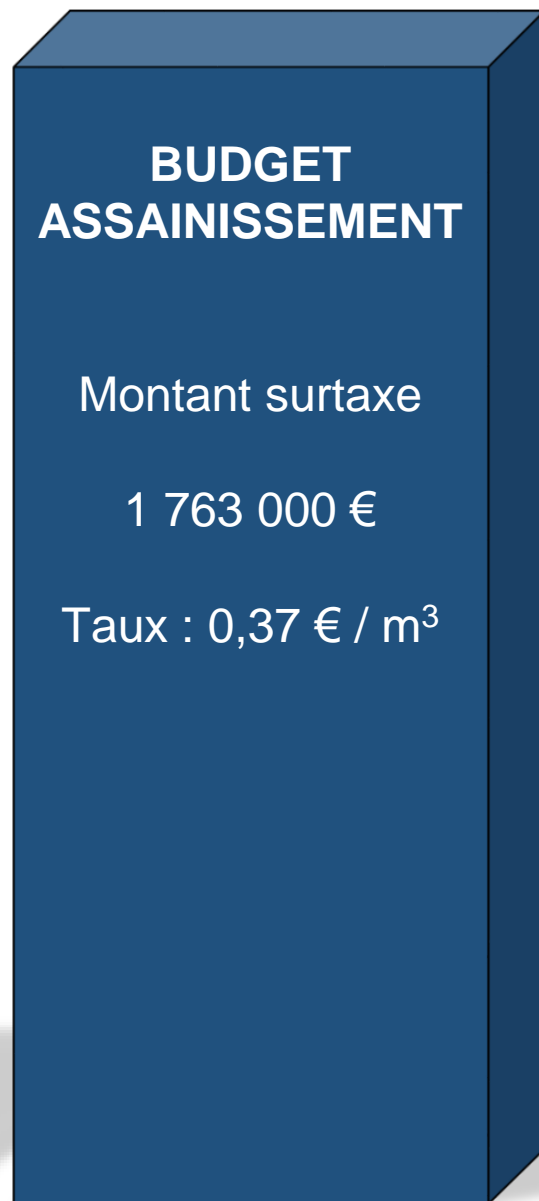 BUDGET
ASSAINISSEMENT
Montant surtaxe
1 763 000 €
Taux : 0,37 € / m³